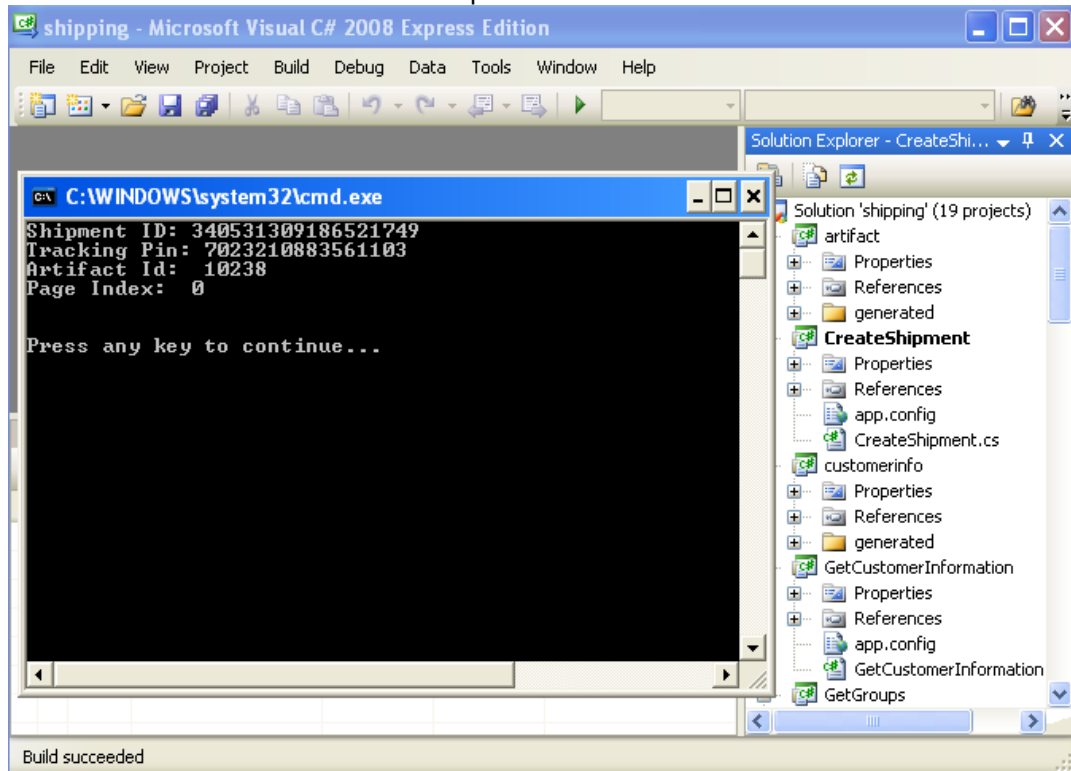 shipping - Microsoft Visual C# 2008 Express Edition
File Edit View Project Build Debug Data Tools Window Help
Solution Explorer - CreateShi...
C:\WINDOWS\system32\cmd.exe
Shipment ID: 340531309186521749
Tracking Pin: 7023210883561103
Artifact Id: 10238
Page Index: 0
Press any key to continue...
Solution 'shipping' (19 projects)
artifact
Properties
References
generated
CreateShipment
Properties
References
app.config
CreateShipment.cs
customerinfo
Properties
References
generated
GetCustomerInformation
Properties
References
app.config
GetCustomerInformation
GetGroups
Build succeeded